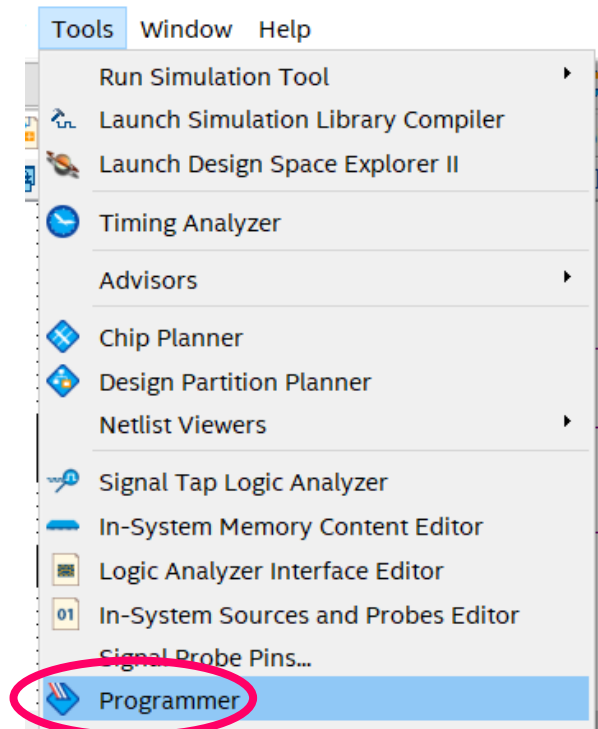 Tools Window Help
Run Simulation Tool
Launch Simulation Library Compiler
Launch Design Space Explorer II
Timing Analyzer
Advisors
Chip Planner
Design Partition Planner
Netlist Viewers
Signal Tap Logic Analyzer
In-System Memory Content Editor
Logic Analyzer Interface Editor
01 In-System Sources and Probes Editor
Signal Probe Pins...
Programmer